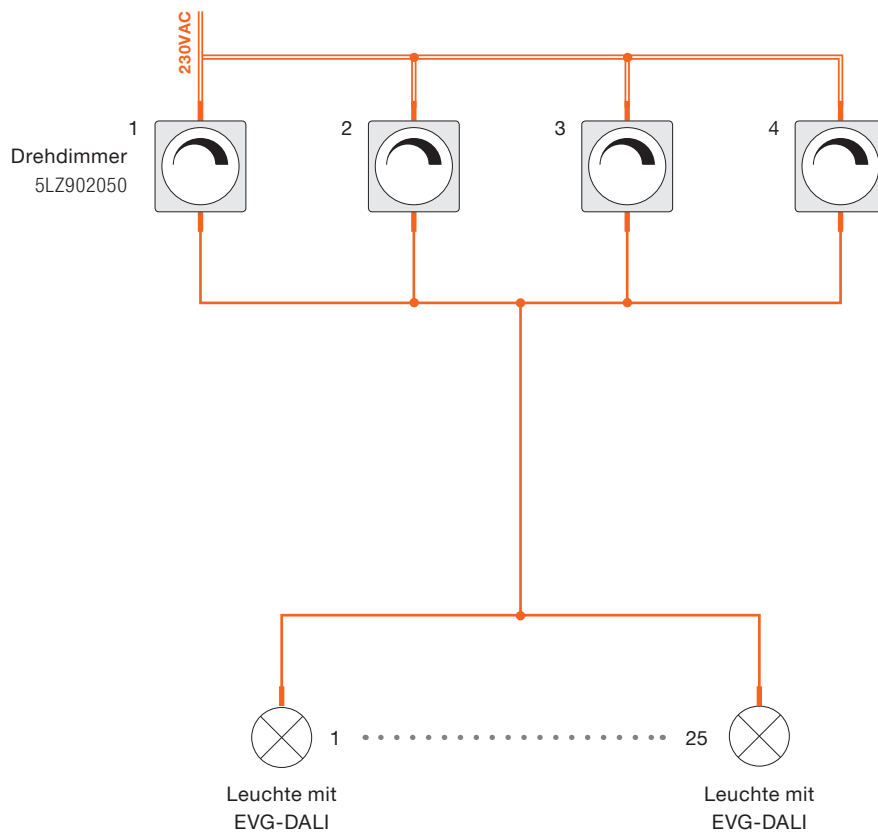 230VAC
1
2
3
4
Drehdimmer
5LZ902050
1
25
Leuchte mit
EVG-DALI
Leuchte mit
EVG-DALI